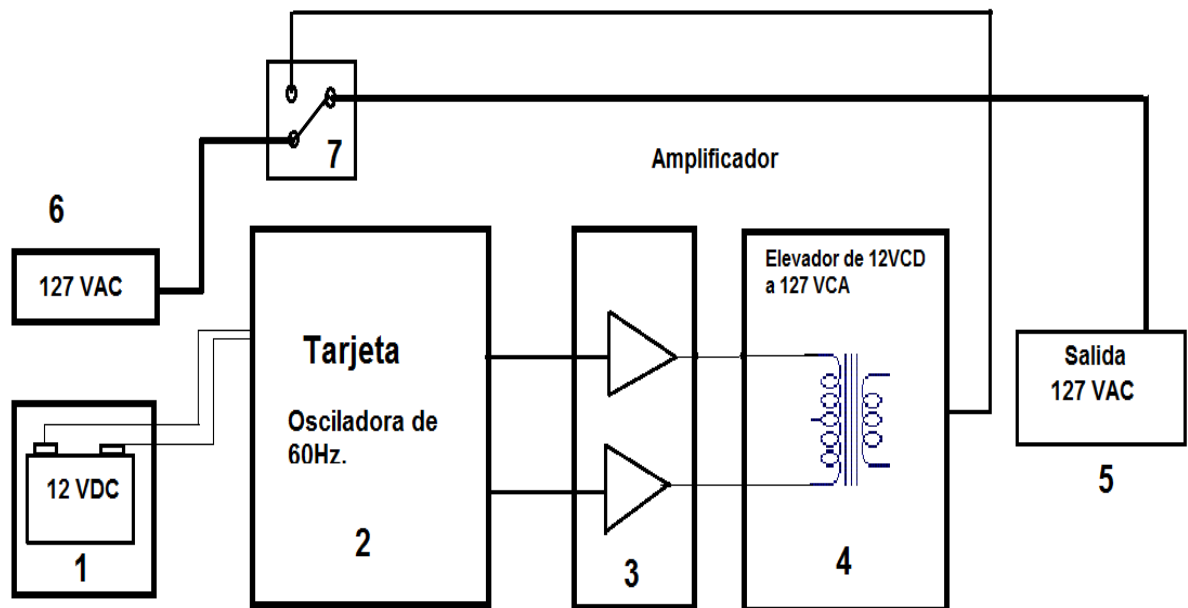 7
Amplificador
6
127 VAC
Tarjeta
Osciladora de
60Hz.
2
3
Elevador de 12VCD
a 127 VCA
4
Salida
127 VAC
5
12 VDC
1